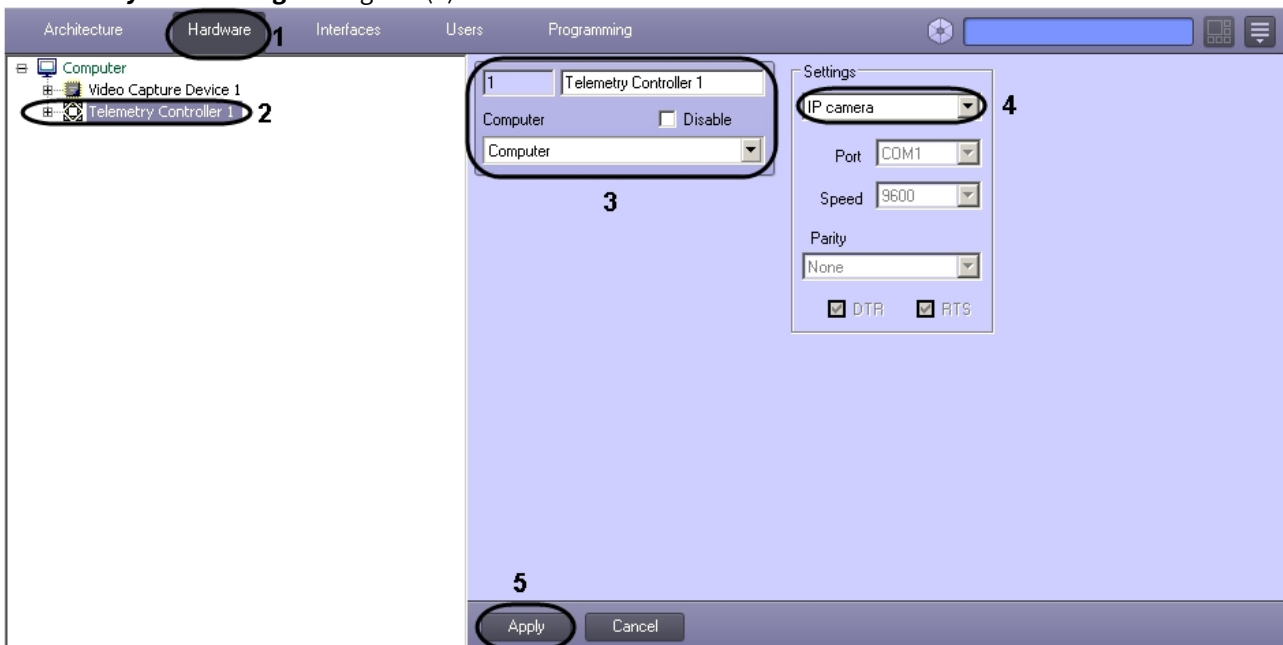 Architecture Hardware 1 Interfaces Users Programming
Computer
Video Capture Device 1
Telemetry Controller 1 2
1 Telemetry Controller 1
Computer Disable
Computer
3
Settings
IP camera 4
Port COM1
Speed 9600
Parity
None
DTR RTS
5
Apply Cancel